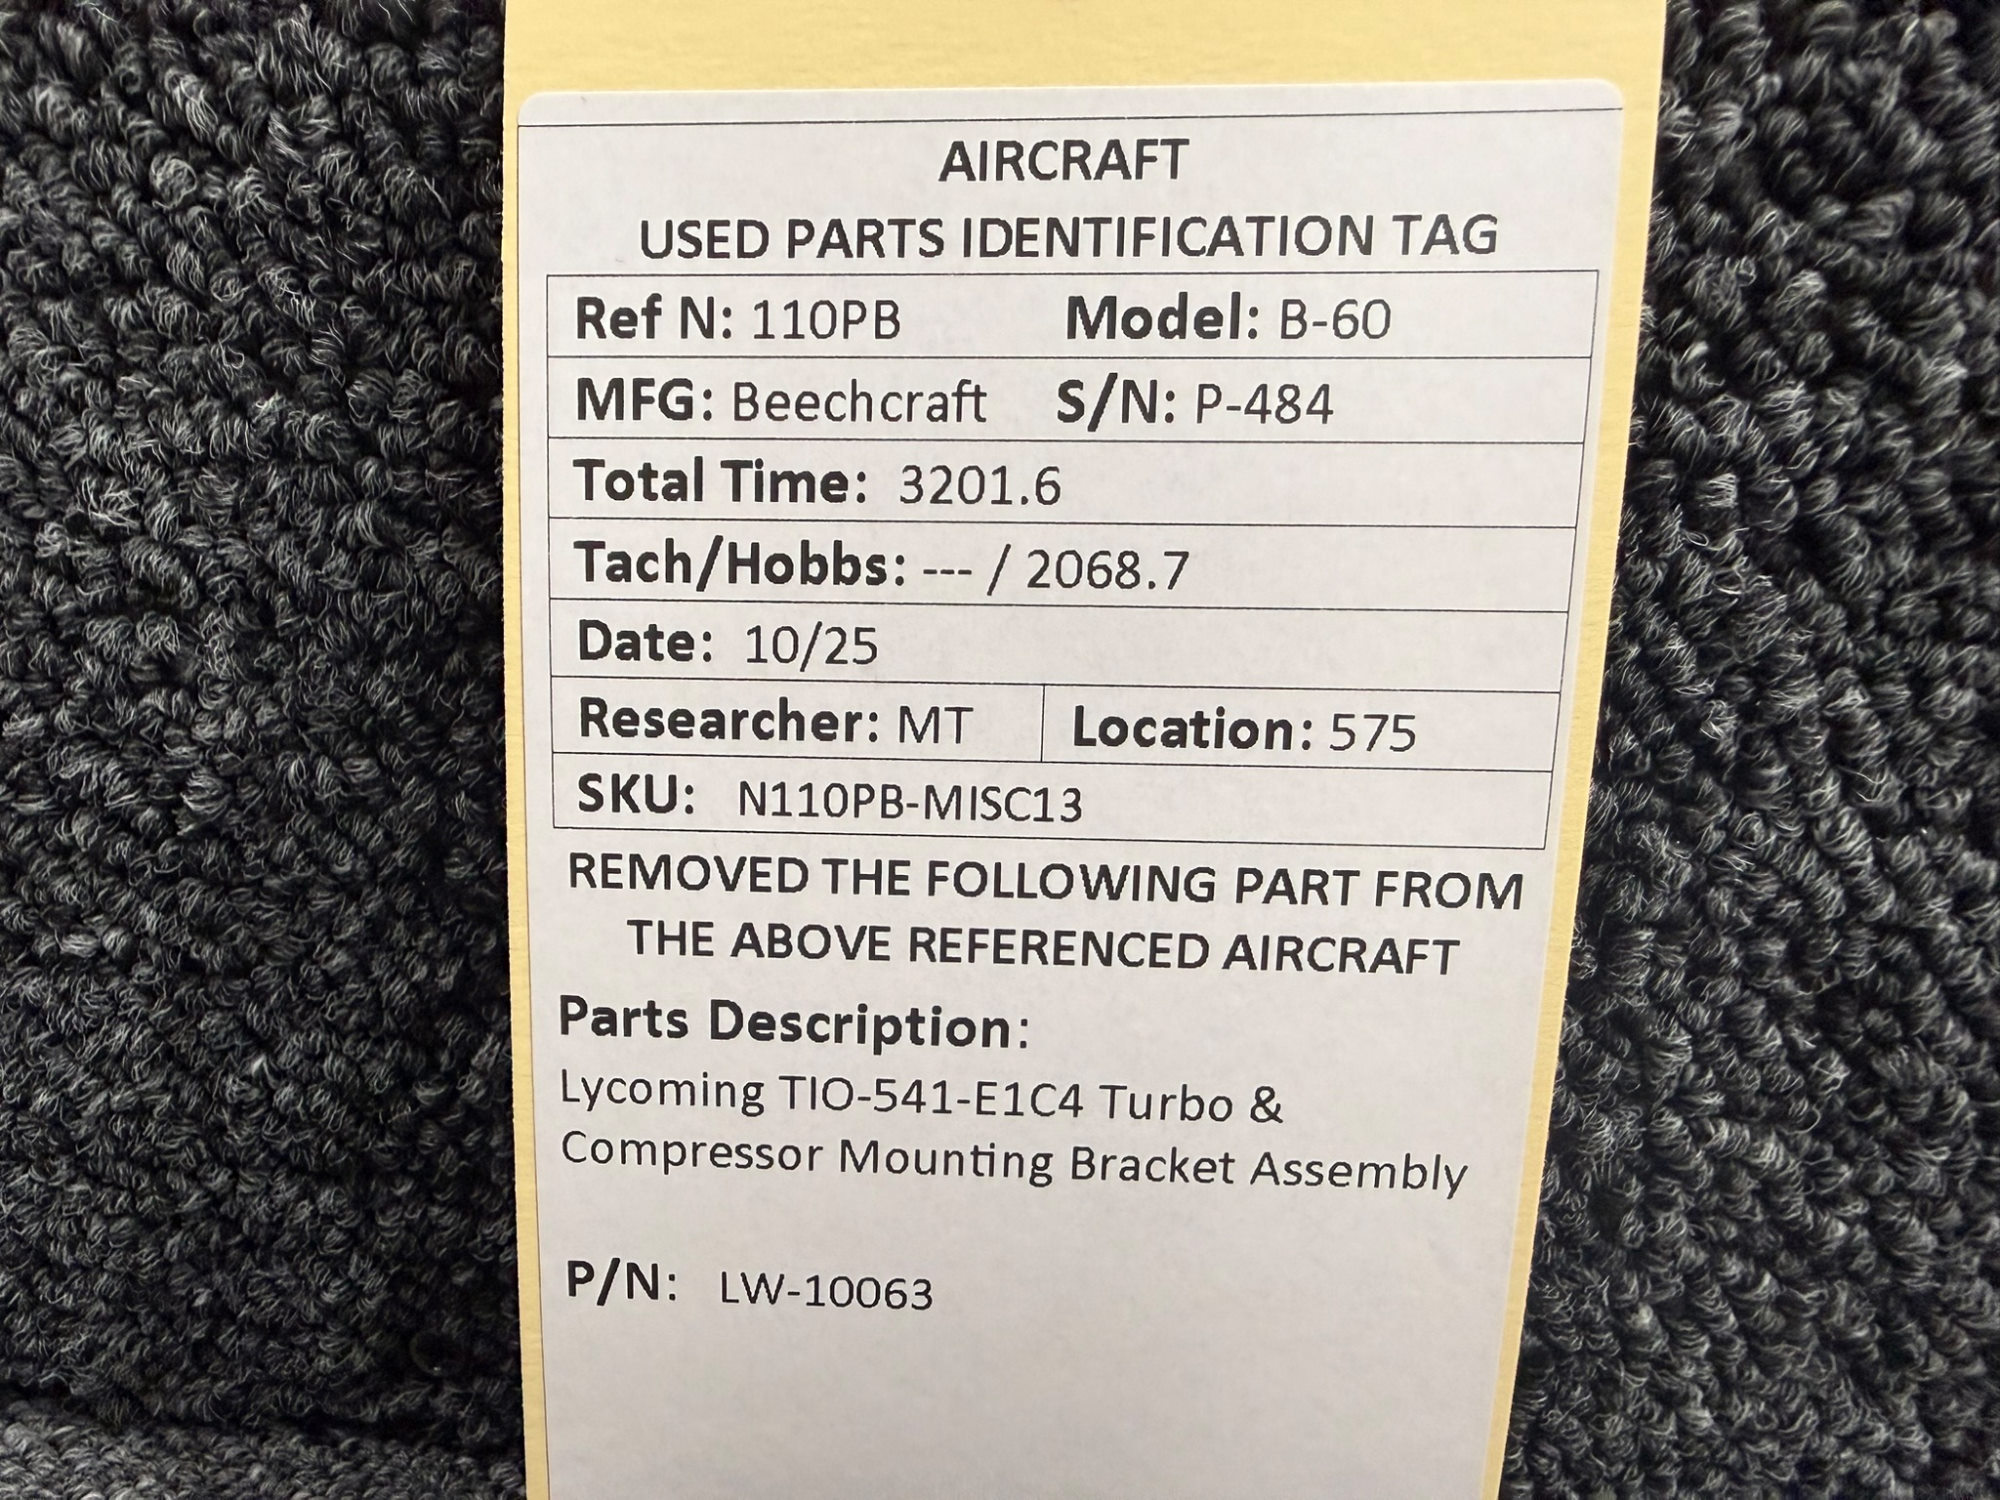 AIRCRAFT
USED PARTS IDENTIFICATION TAG
Ref N: 110PB Model: B-60
MFG: Beechcraft S/N: P-484
Total Time: 3201.6
Tach/Hobbs: --- / 2068.7
Date: 10/25
Researcher: MT Location: 575
SKU: N110PB-MISC13
REMOVED THE FOLLOWING PART FROM
THE ABOVE REFERENCED AIRCRAFT
Parts Description:
Lycoming TIO-541-E1C4 Turbo &
Compressor Mounting Bracket Assembly
P/N: LW-10063